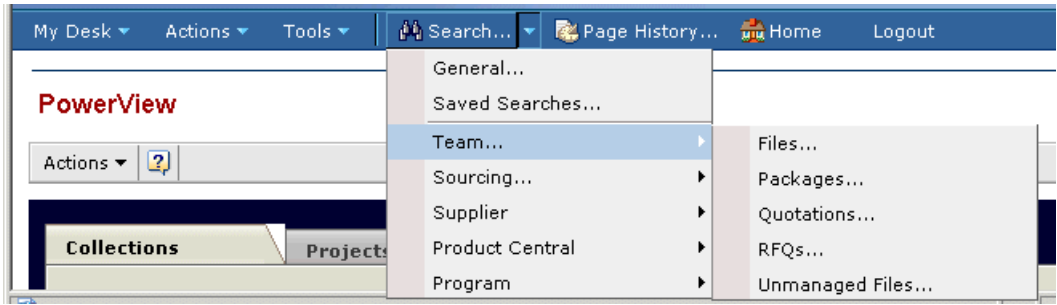 My Desk Actions Tools Search... Page History... Home Logout
General...
PowerView
Saved Searches...
Team...
Files...
Actions
Sourcing...
Packages...
Supplier
Quotations...
Collections
Projects
Product Central
RFQs...
Program
Unmanaged Files...